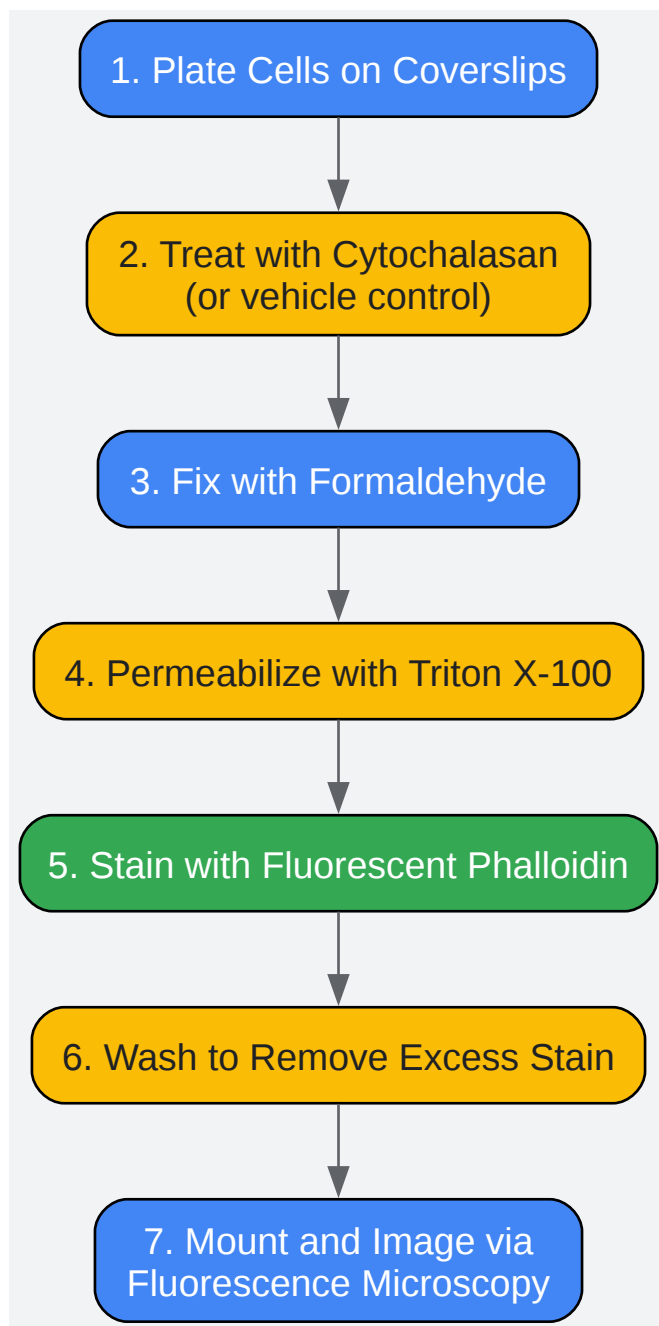 1. Plate Cells on Coverslips
2. Treat with Cytochalasan
(or vehicle control)
3. Fix with Formaldehyde
4. Permeabilize with Triton X-100
5. Stain with Fluorescent Phalloidin
6. Wash to Remove Excess Stain
7. Mount and Image via
Fluorescence Microscopy